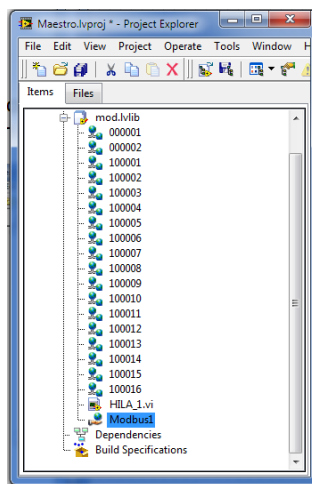 Maestro.lvproj * - Project Explorer
File Edit View Project Operate Tools Window H
Items Files
mod.lvlib
000001
000002
100001
100002
100003
100004
100005
100006
100007
100008
100009
100010
100011
100012
100013
100014
100015
100016
HILA_1.vi
Modbus1
Dependencies
Build Specifications